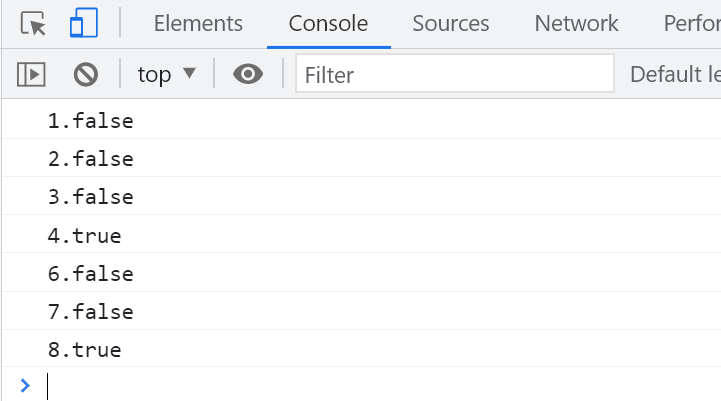 Elements Console Sources Network Perfor
top Filter Default le
1.false
2.false
3.false
4.true
6.false
7.false
8.true